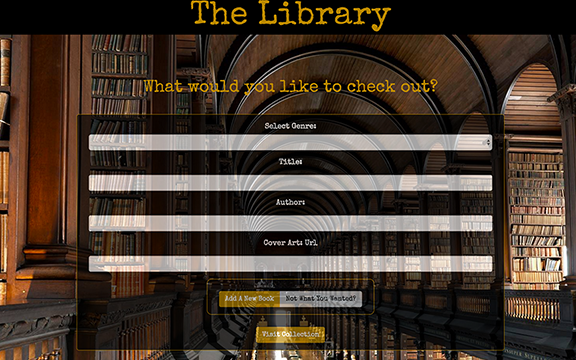 The Library
What would you like to check out?
Select Genre:
Title:
Author:
Cover Art: Url.
Add A New Book Not What You Wanted?
Visit Collection